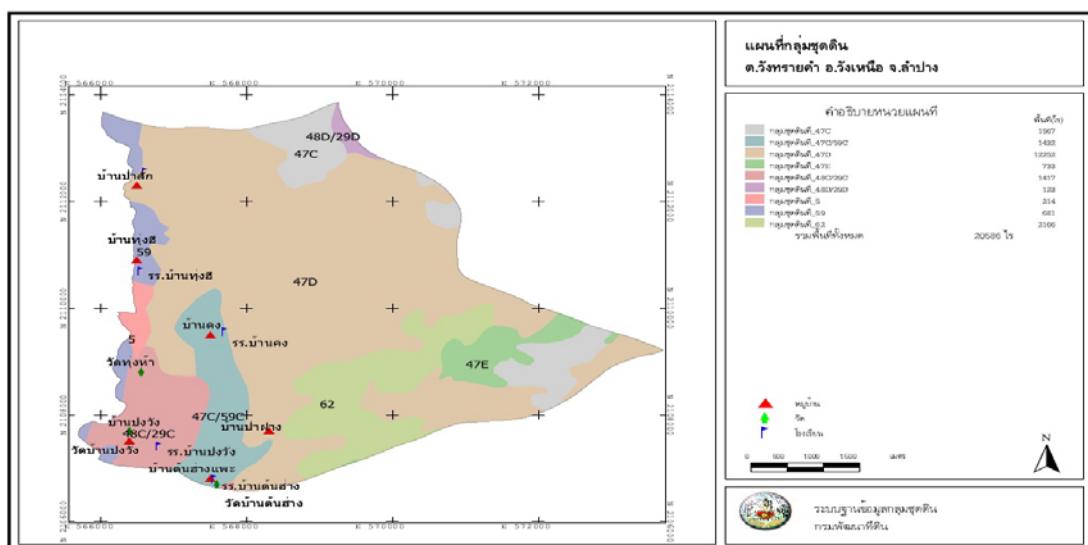 แผนที่กลุ่มชุดดิน
ต.วังทรายคำ อ.วังเหนือ จ.ลำปาง
คำอธิบายหน่วยแผนที่
พื้นที่(ไร่)
กลุ่มชุดดินที่_47C
กลุ่มชุดดินที่_47C/59C
กลุ่มชุดดินที่_47D 12252
กลุ่มชุดดินที่_47E 733
กลุ่มชุดดินที่_48C/29C 1417
กลุ่มชุดดินที่_48D/29D
กลุ่มชุดดินที่_5 214
กลุ่มชุดดินที่_59
กลุ่มชุดดินที่_62 2166
รวมพื้นที่ทั้งหมด 20586 ไร่
หมู่บ้าน
วัด
โรงเรียน
0 500 1000 1500 เมตร
N
ระบบฐานข้อมูลกลุ่มชุดดิน
กรมพัฒนาที่ดิน
E 566000 E 568000 E 570000 E 572000
N 2114000
N 2112000
N 2110000
N 2108000
48D/29D
47C
บ้านป่าสัก
บ้านทุ่งฮี
59
รร.บ้านทุ่งฮี
47D
บ้านดง
รร.บ้านดง
5
วัดทุ่งห้า
47E
62
47C/59C
บ้านปงวัง
บ้านป่าฝาง
48C/29C
วัดบ้านปงวัง
รร.บ้านปงวัง
บ้านต้นฮ่างแพะ
รร.บ้านต้นฮ่าง
วัดบ้านต้นฮ่าง